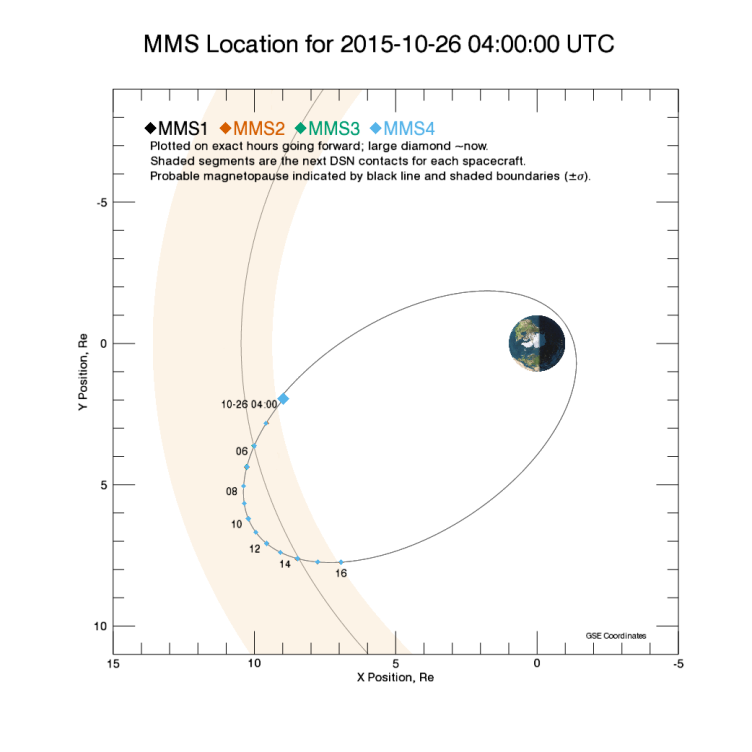 MMS Location for 2015-10-26 04:00:00 UTC
MMS1 MMS2 MMS3 MMS4
Plotted on exact hours going forward; large diamond ~now.
Shaded segments are the next DSN contacts for each spacecraft.
Probable magnetopause indicated by black line and shaded boundaries (±σ).
-5
0
Y Position, Re
10-26 04:00
06
5
08
10
12
14
16
10
GSE Coordinates
15 10 5 0 -5
X Position, Re